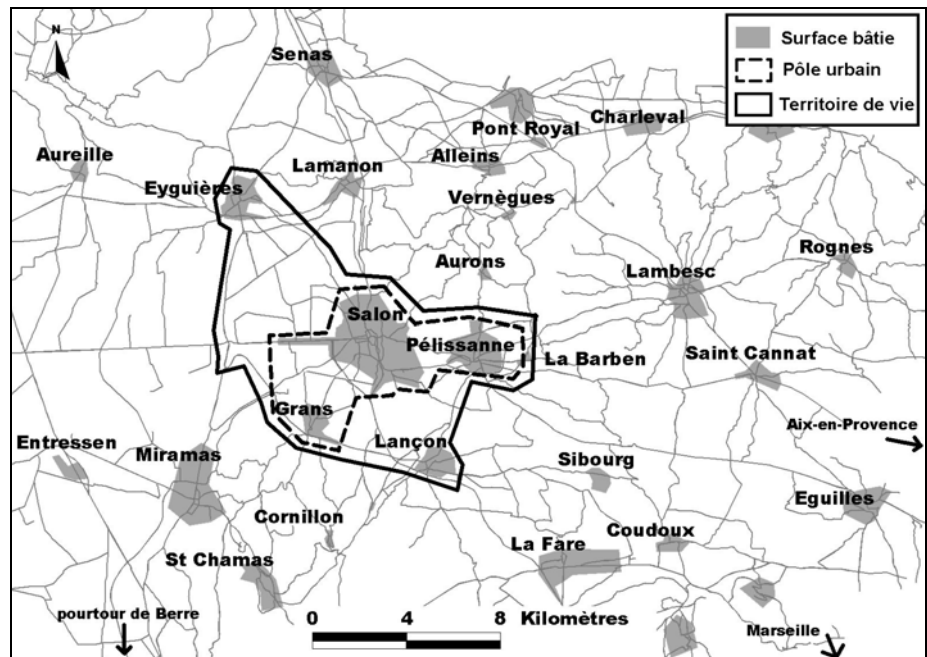 N
Senas
Surface bâtie
Pôle urbain
Territoire de vie
Pont Royal
Charleval
Aureille
Lamanon
Alleins
Eyguières
Vernègues
Aurons
Lambesc
Rognes
Salon
Pélissanne
La Barben
Saint Cannat
Grans
Aix-en-Provence
Entressen
Miramas
Lançon
Sibourg
Eguilles
Cornillon
Coudoux
La Fare
St Chamas
pourtour de Berre
0 4 8 Kilomètres
Marseille